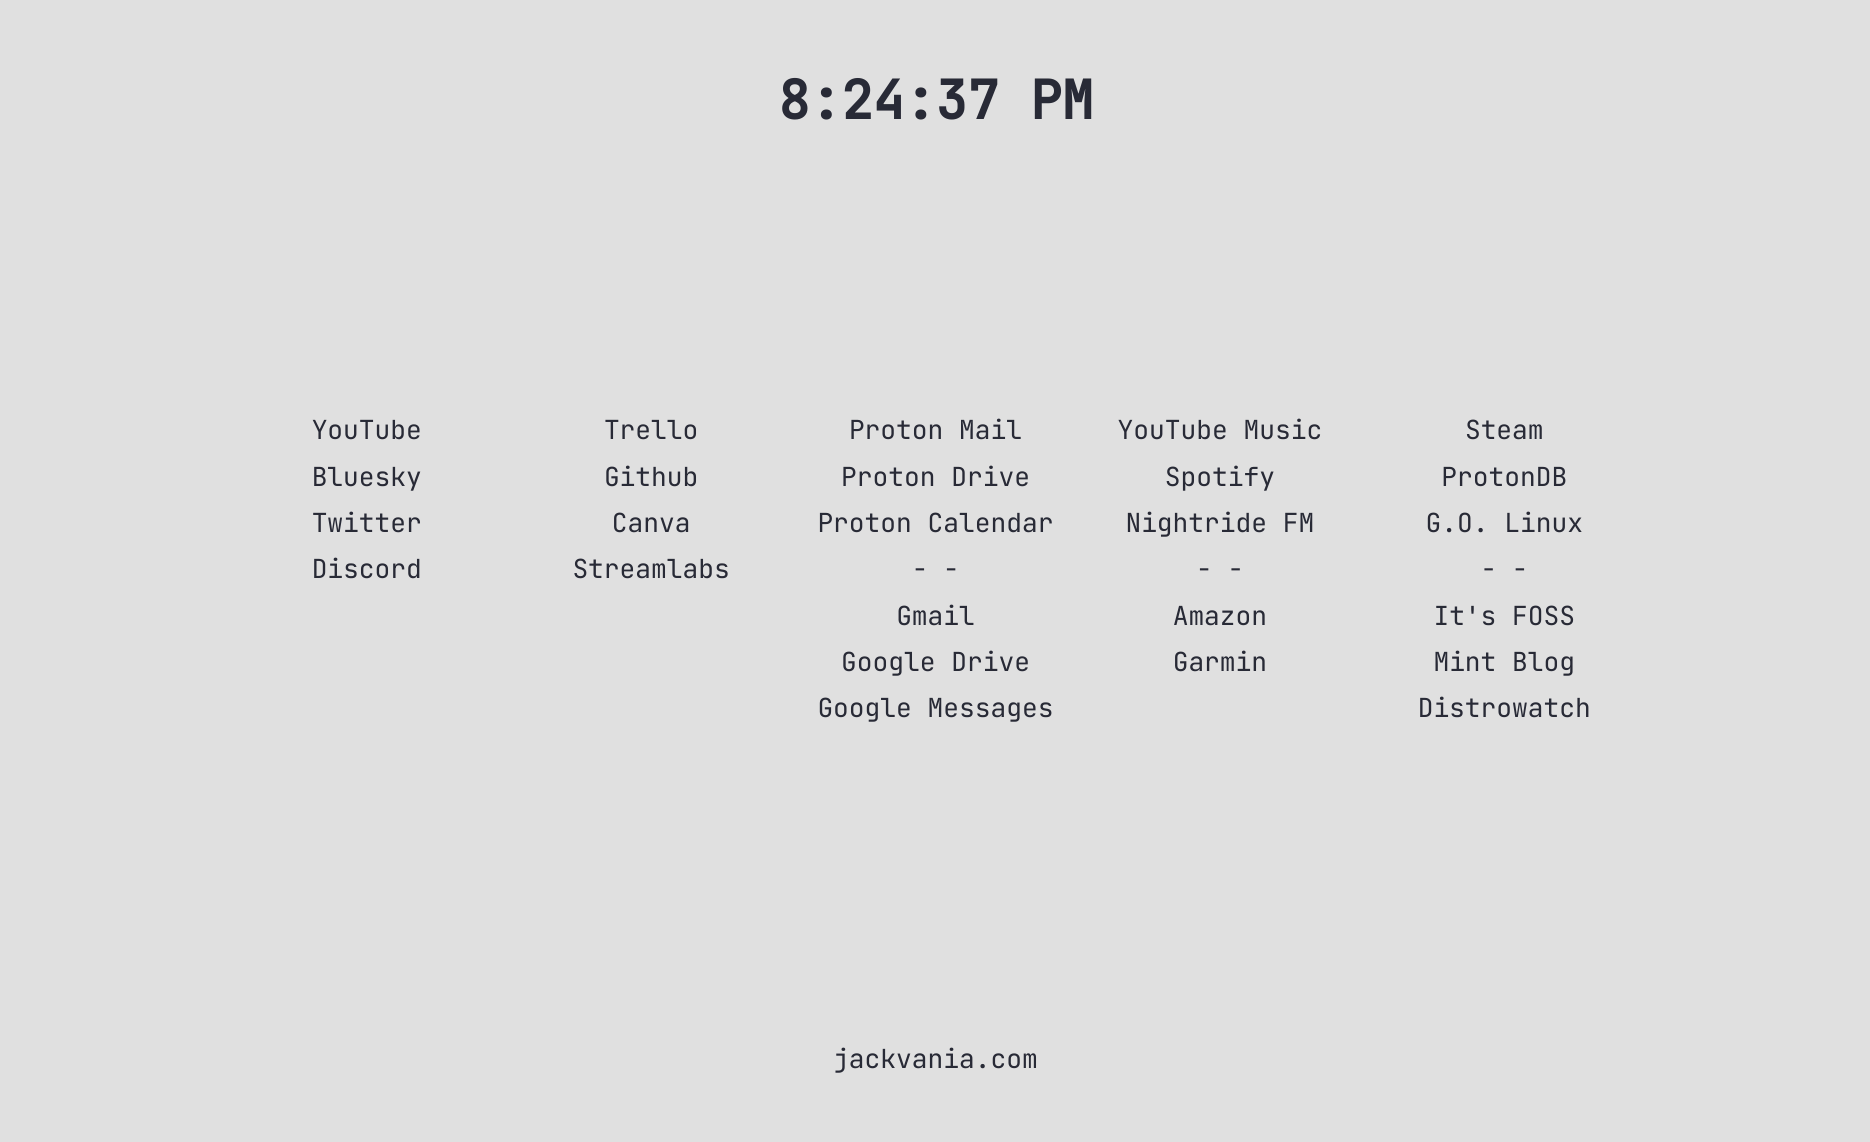 8:24:37 PM
YouTube
Bluesky
Twitter
Discord
Trello
Github
Canva
Streamlabs
Proton Mail
Proton Drive
Proton Calendar
- -
Gmail
Google Drive
Google Messages
YouTube Music
Spotify
Nightride FM
- -
Amazon
Garmin
Steam
ProtonDB
G.O. Linux
- -
It's FOSS
Mint Blog
Distrowatch
jackvania.com